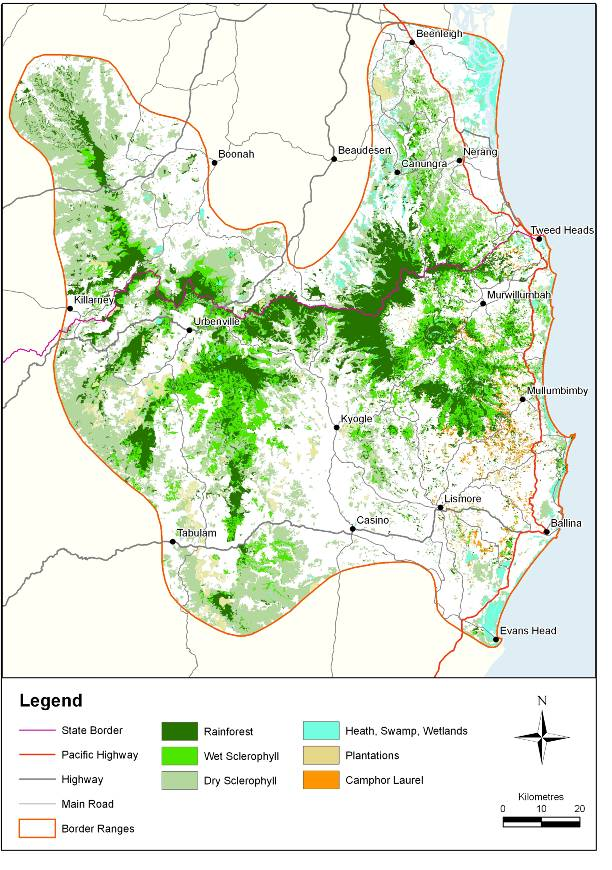 Beenleigh
Boonah
Beaudesert
Canungra
Nerang
Tweed Heads
Killarney
Murwillumbah
Urbenville
Mullumbimby
Kyogle
Lismore
Casino
Ballina
Tabulam
Evans Head
Legend
State Border
Pacific Highway
Highway
Main Road
Border Ranges
Rainforest
Wet Sclerophyll
Dry Sclerophyll
Heath, Swamp, Wetlands
Plantations
Camphor Laurel
N
Kilometres
0 10 20